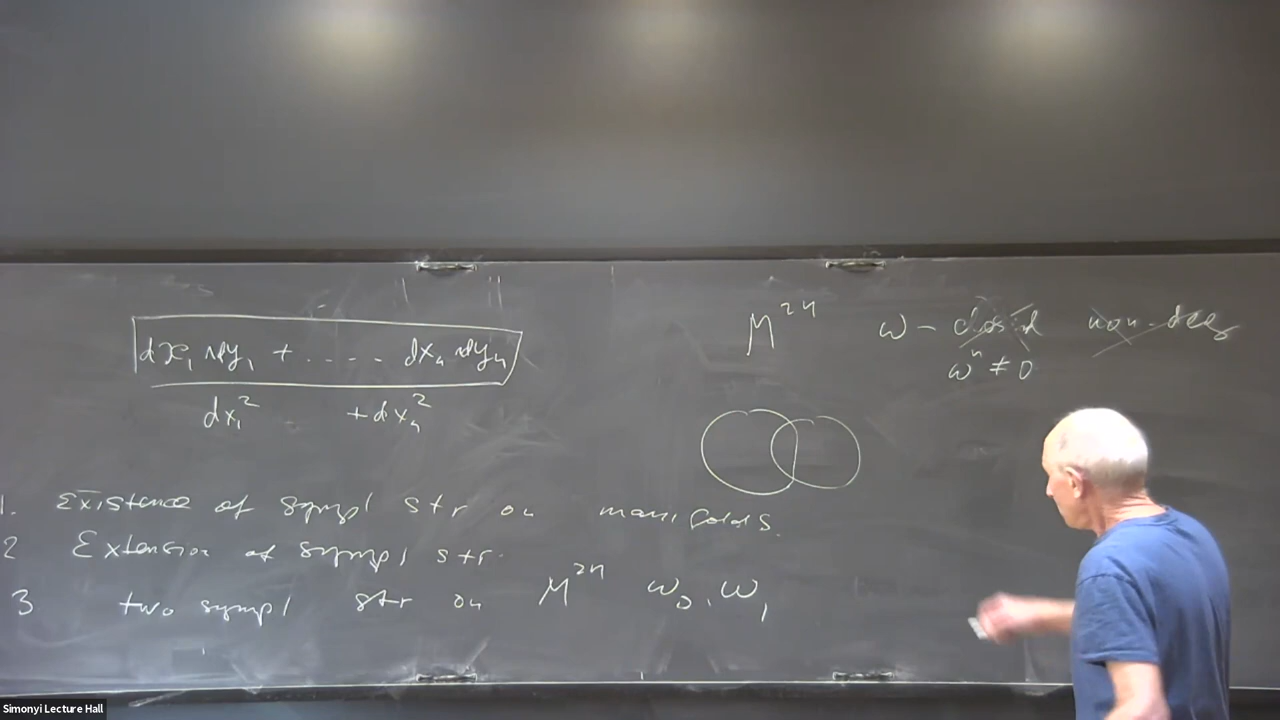 dx₁∧dy₁ + ..... dxₙ∧dyₙ
dx₁² + dxₙ²
M²ⁿ ω – closed non-deg
ωⁿ ≠ 0
1. Existence of sympl str on manifolds.
2 Extension of sympl str.
3 two sympl str on M²ⁿ ω₀, ω₁
Simonyi Lecture Hall